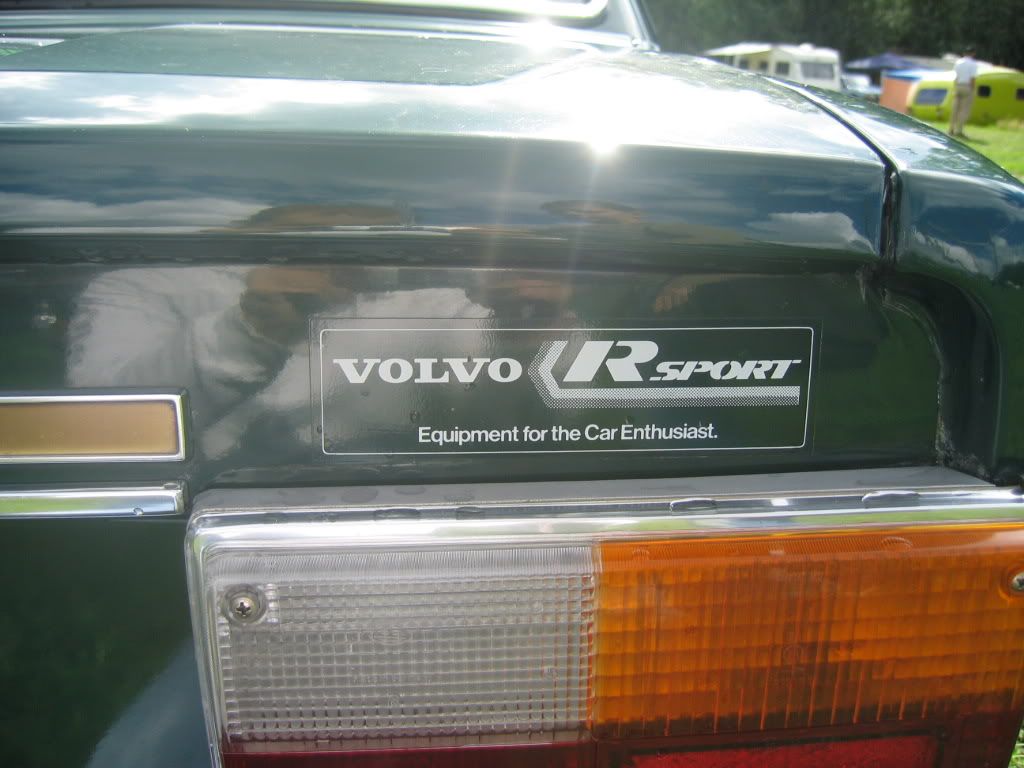 VOLVO R SPORT
Equipment for the Car Enthusiast.